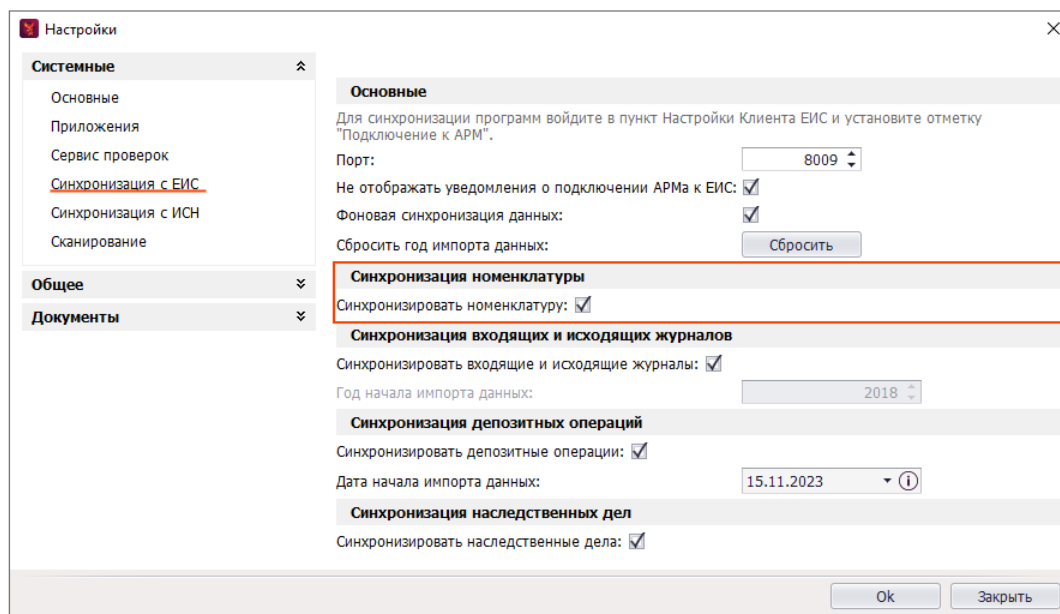 Настройки
Системные
Основные
Приложения
Сервис проверок
Синхронизация с ЕИС
Синхронизация с ИСН
Сканирование
Общее
Документы
Основные
Для синхронизации программ войдите в пункт Настройки Клиента ЕИС и установите отметку
"Подключение к АРМ".
Порт: 8009
Не отображать уведомления о подключении АРМа к ЕИС:
Фоновая синхронизация данных:
Сбросить год импорта данных: Сбросить
Синхронизация номенклатуры
Синхронизировать номенклатуру:
Синхронизация входящих и исходящих журналов
Синхронизировать входящие и исходящие журналы:
Год начала импорта данных: 2018
Синхронизация депозитных операций
Синхронизировать депозитные операции:
Дата начала импорта данных: 15.11.2023
Синхронизация наследственных дел
Синхронизировать наследственные дела:
Ok Закрыть